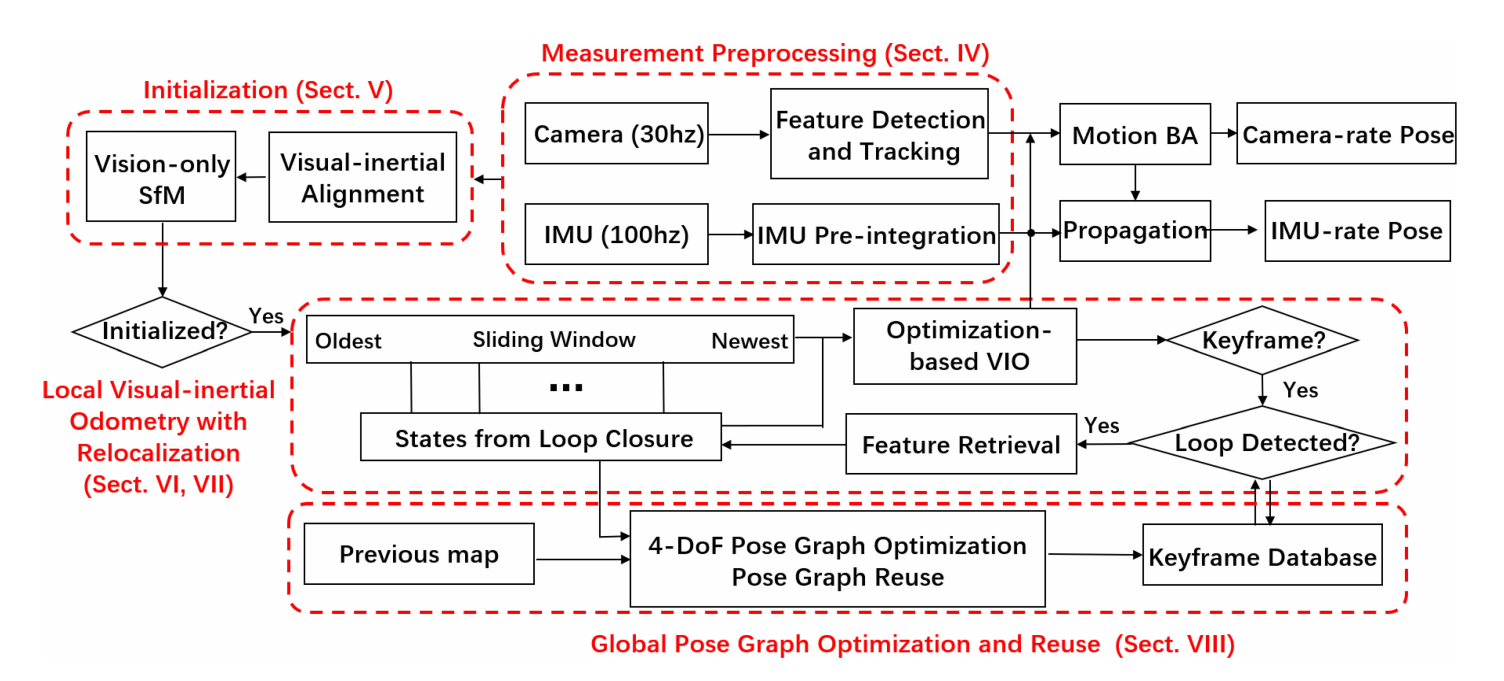 Measurement Preprocessing (Sect. IV)
Initialization (Sect. V)
Camera (30hz)
Feature Detection
and Tracking
Motion BA
Camera-rate Pose
Vision-only
SfM
Visual-inertial
Alignment
IMU (100hz)
IMU Pre-integration
Propagation
IMU-rate Pose
Initialized?
Yes
Oldest
Sliding Window
Newest
Optimization-
based VIO
Keyframe?
...
Yes
Local Visual-inertial
Odometry with
Relocalization
(Sect. VI, VII)
States from Loop Closure
Feature Retrieval
Yes
Loop Detected?
Previous map
4-DoF Pose Graph Optimization
Pose Graph Reuse
Keyframe Database
Global Pose Graph Optimization and Reuse (Sect. VIII)